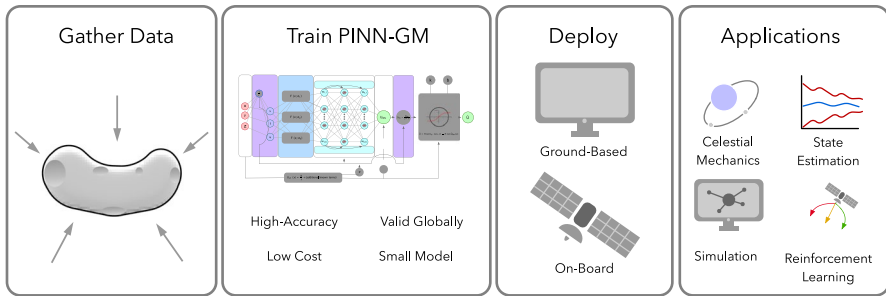 Gather Data
Train PINN-GM
High-Accuracy
Valid Globally
Low Cost
Small Model
Deploy
Ground-Based
On-Board
Applications
Celestial
Mechanics
State
Estimation
Simulation
Reinforcement
Learning